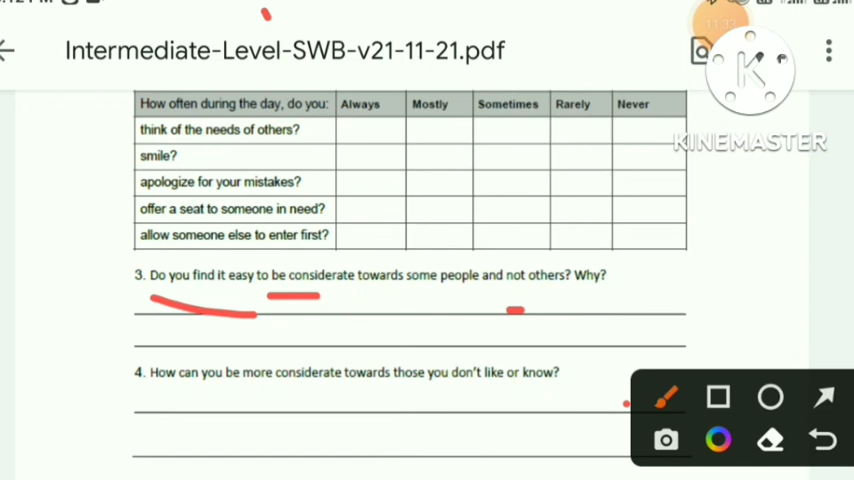 Intermediate-Level-SWB-v21-11-21.pdf
11:33
KINEMASTER
How often during the day, do you: Always Mostly Sometimes Rarely Never
think of the needs of others?
smile?
apologize for your mistakes?
offer a seat to someone in need?
allow someone else to enter first?
3. Do you find it easy to be considerate towards some people and not others? Why?
4. How can you be more considerate towards those you don't like or know?